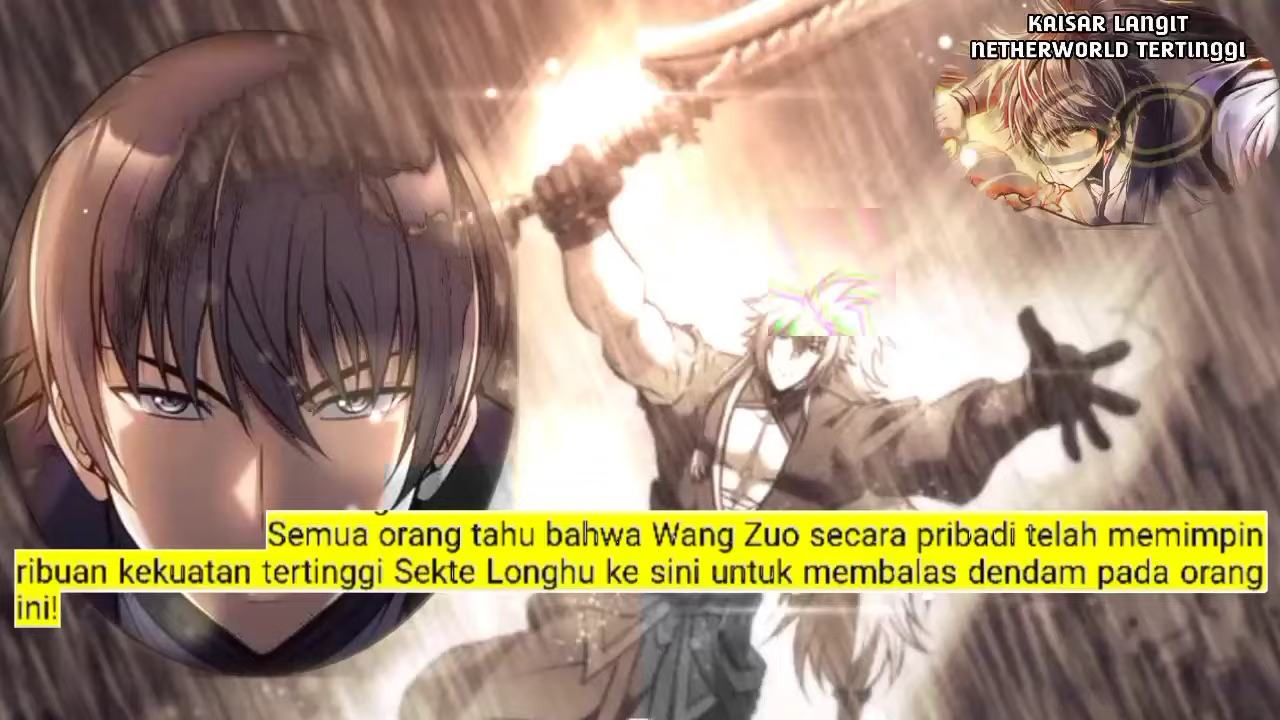 KAISAR LANGIT
NETHERWORLD TERTINGGI
Semua orang tahu bahwa Wang Zuo secara pribadi telah memimpin
ribuan kekuatan tertinggi Sekte Longhu ke sini untuk membalas dendam pada orang
ini!